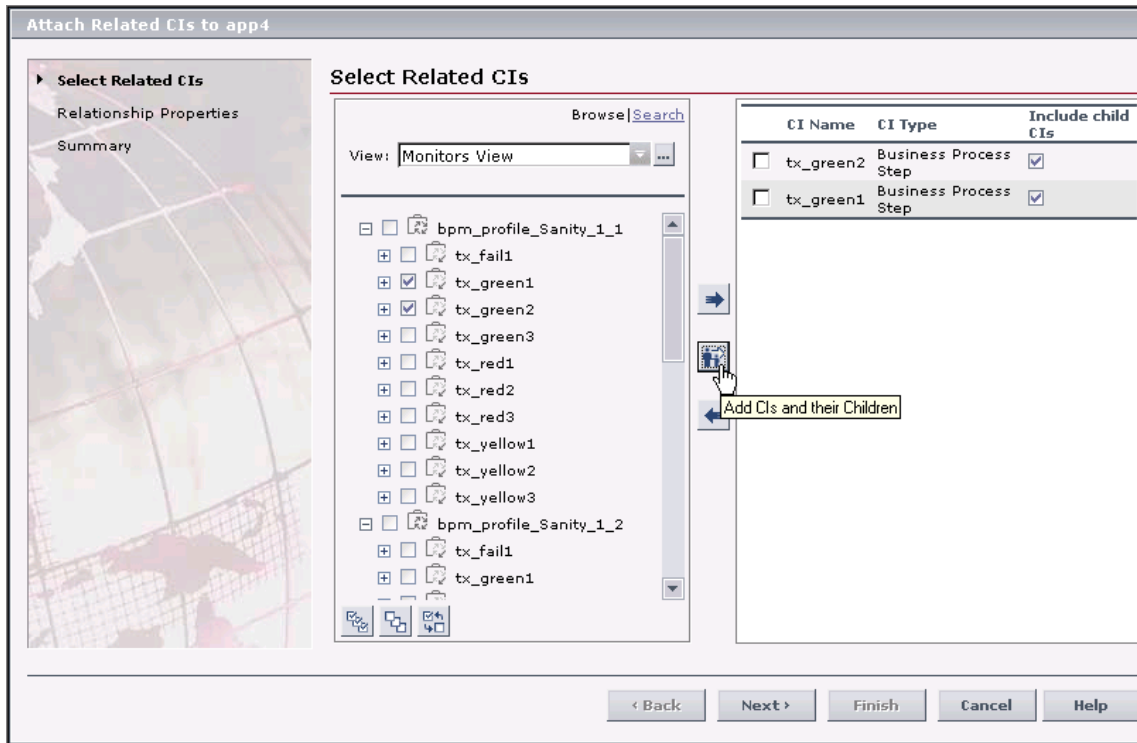 Attach Related CIs to app4
Select Related CIs
Relationship Properties
Summary
Select Related CIs
Browse|Search
View: Monitors View
...
bpm_profile_Sanity_1_1
tx_fail1
tx_green1
tx_green2
tx_green3
tx_red1
tx_red2
tx_red3
tx_yellow1
tx_yellow2
tx_yellow3
bpm_profile_Sanity_1_2
tx_fail1
tx_green1
Add CIs and their Children
CI Name CI Type Include child
CIs
tx_green2 Business Process
Step
tx_green1 Business Process
Step
‹ Back Next › Finish Cancel Help